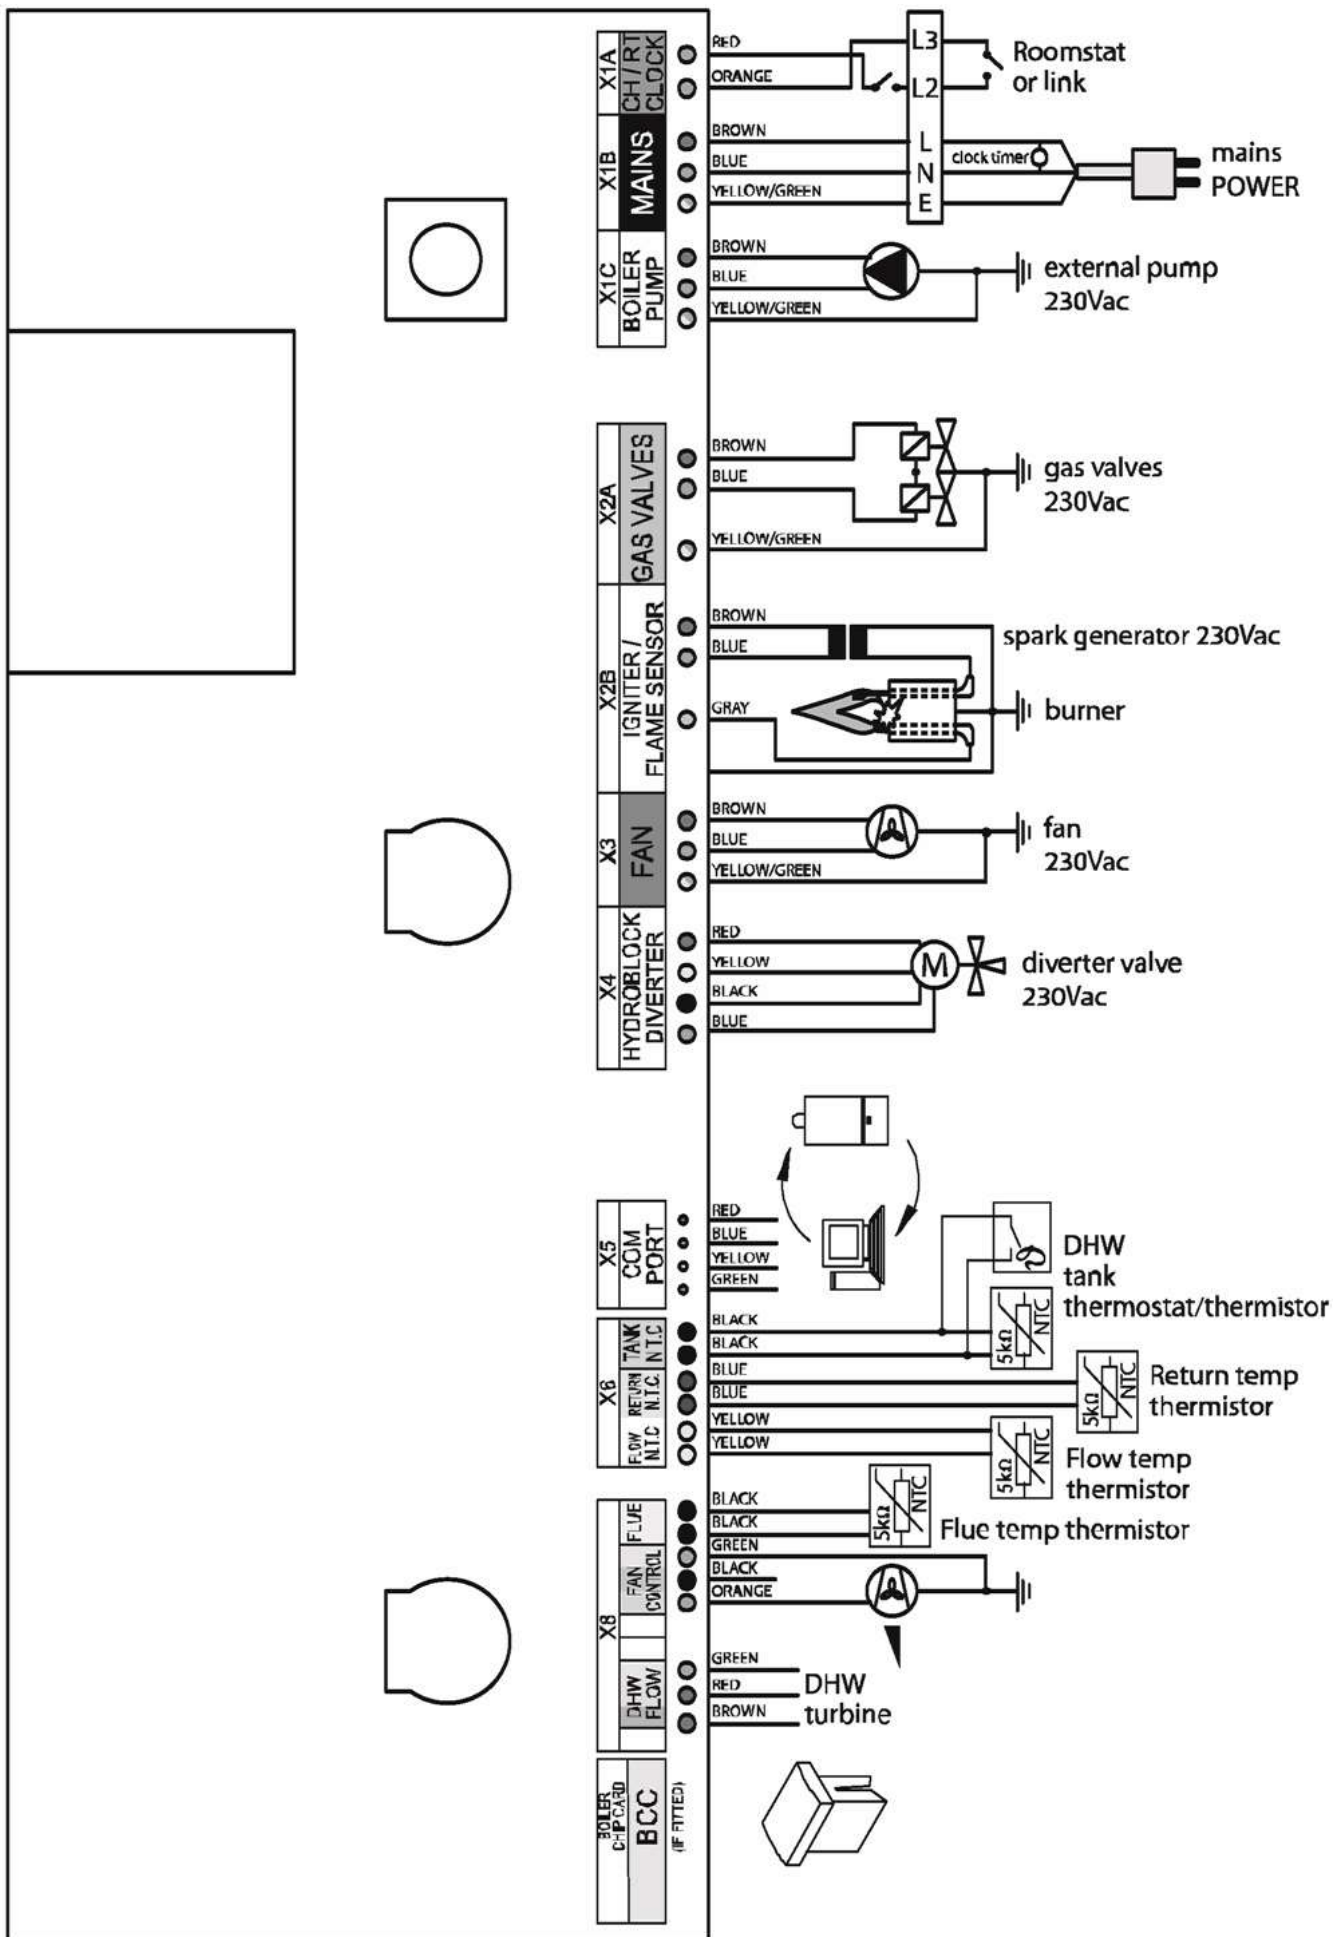 X1A
CH / RT
CLOCK
RED
ORANGE
L3
L2
Roomstat
or link
X1B
MAINS
BROWN
BLUE
YELLOW/GREEN
L
N
E
clock timer
mains
POWER
X1C
BOILER
PUMP
BROWN
BLUE
YELLOW/GREEN
external pump
230Vac
X2A
GAS VALVES
BROWN
BLUE
YELLOW/GREEN
gas valves
230Vac
X2B
IGNITER /
FLAME SENSOR
BROWN
BLUE
GRAY
spark generator 230Vac
burner
X3
FAN
BROWN
BLUE
YELLOW/GREEN
fan
230Vac
X4
HYDROBLOCK
DIVERTER
RED
YELLOW
BLACK
BLUE
M
diverter valve
230Vac
X5
COM
PORT
RED
BLUE
YELLOW
GREEN
DHW
tank
thermostat/thermistor
X6
TANK
N.T.C
RETURN
N.T.C.
FLOW
N.T.C
BLACK
BLACK
BLUE
BLUE
YELLOW
YELLOW
5kΩ
NTC
5kΩ
NTC
Return temp
thermistor
5kΩ
NTC
Flow temp
thermistor
X8
FLUE
FAN
CONTROL
DHW
FLOW
BLACK
BLACK
GREEN
BLACK
ORANGE
5kΩ
NTC
Flue temp thermistor
GREEN
RED
BROWN
DHW
turbine
BOILER
CHIP CARD
BCC
(IF FITTED)